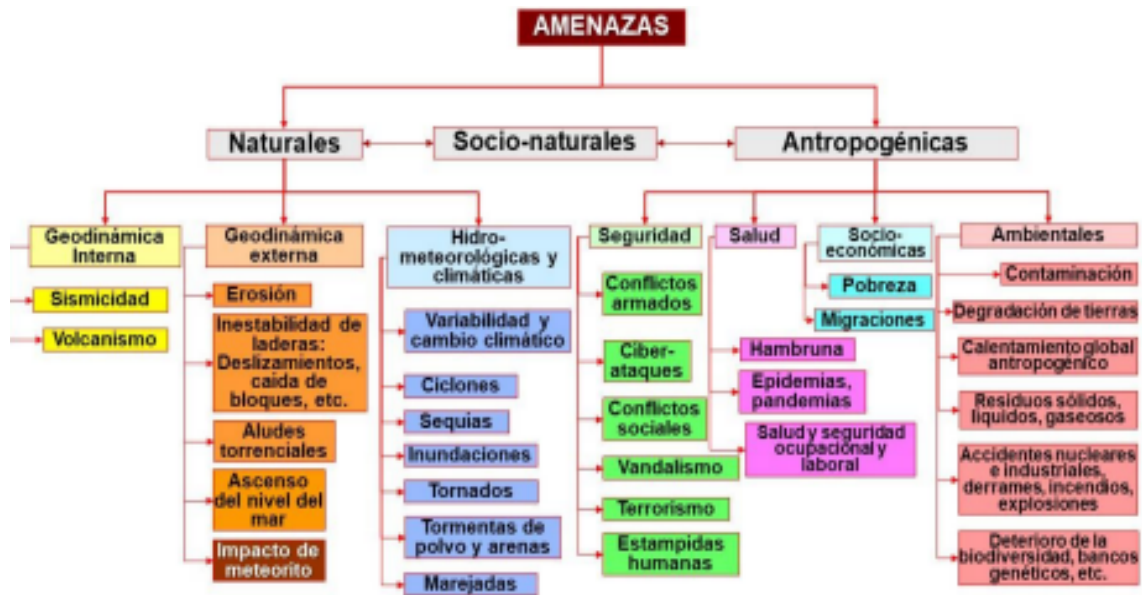 AMENAZAS
Naturales
Socio-naturales
Antropogénicas
Geodinámica
Interna
Sismicidad
Volcanismo
Geodinámica
externa
Erosión
Inestabilidad de
laderas:
Deslizamientos,
caída de
bloques, etc.
Aludes
torrenciales
Ascenso
del nivel del
mar
Impacto de
meteorito
Hidro-
meteorológicas y
climáticas
Variabilidad y
cambio climático
Ciclones
Sequias
Inundaciones
Tornados
Tormentas de
polvo y arenas
Marejadas
Seguridad
Conflictos
armados
Ciber-
ataques
Conflictos
sociales
Vandalismo
Terrorismo
Estampidas
humanas
Salud
Hambruna
Epidemias,
pandemias
Salud y seguridad
ocupacional y
laboral
Socio-
económicas
Pobreza
Migraciones
Ambientales
Contaminación
Degradación de tierras
Calentamiento global
antropogénico
Residuos sólidos,
líquidos, gaseosos
Accidentes nucleares
e industriales,
derrames, incendios,
explosiones
Deterioro de la
biodiversidad, bancos
genéticos, etc.